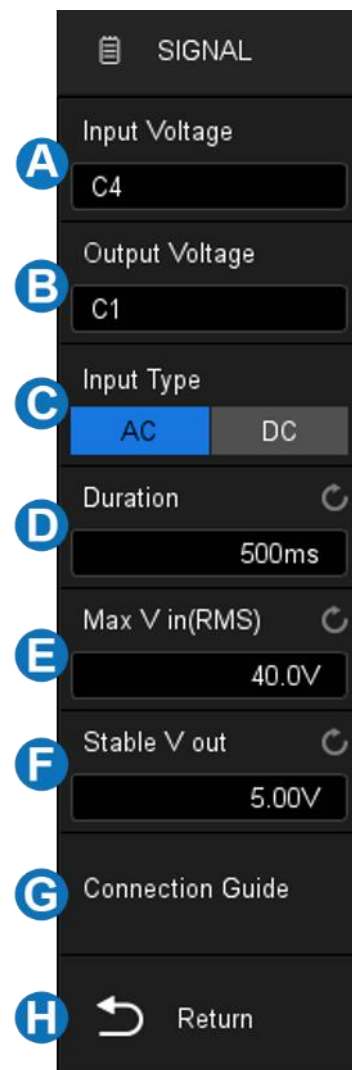 SIGNAL
Input Voltage
A
C4
Output Voltage
B
C1
Input Type
C
AC DC
Duration
D
500ms
Max V in(RMS)
E
40.0V
Stable V out
F
5.00V
G Connection Guide
H Return